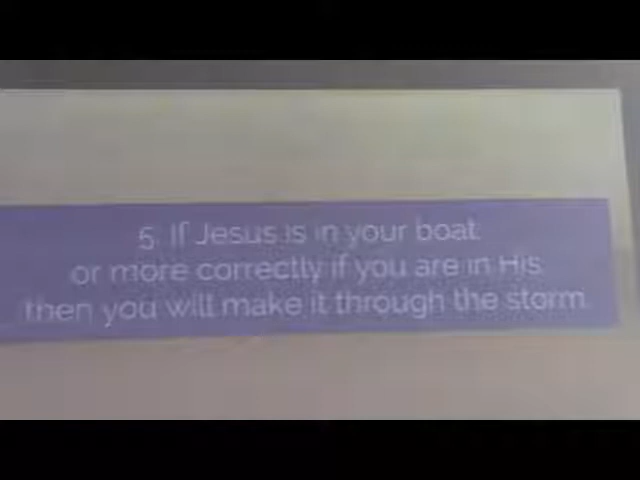 5. If Jesus is in your boat
or more correctly if you are in His
then you will make it through the storm.